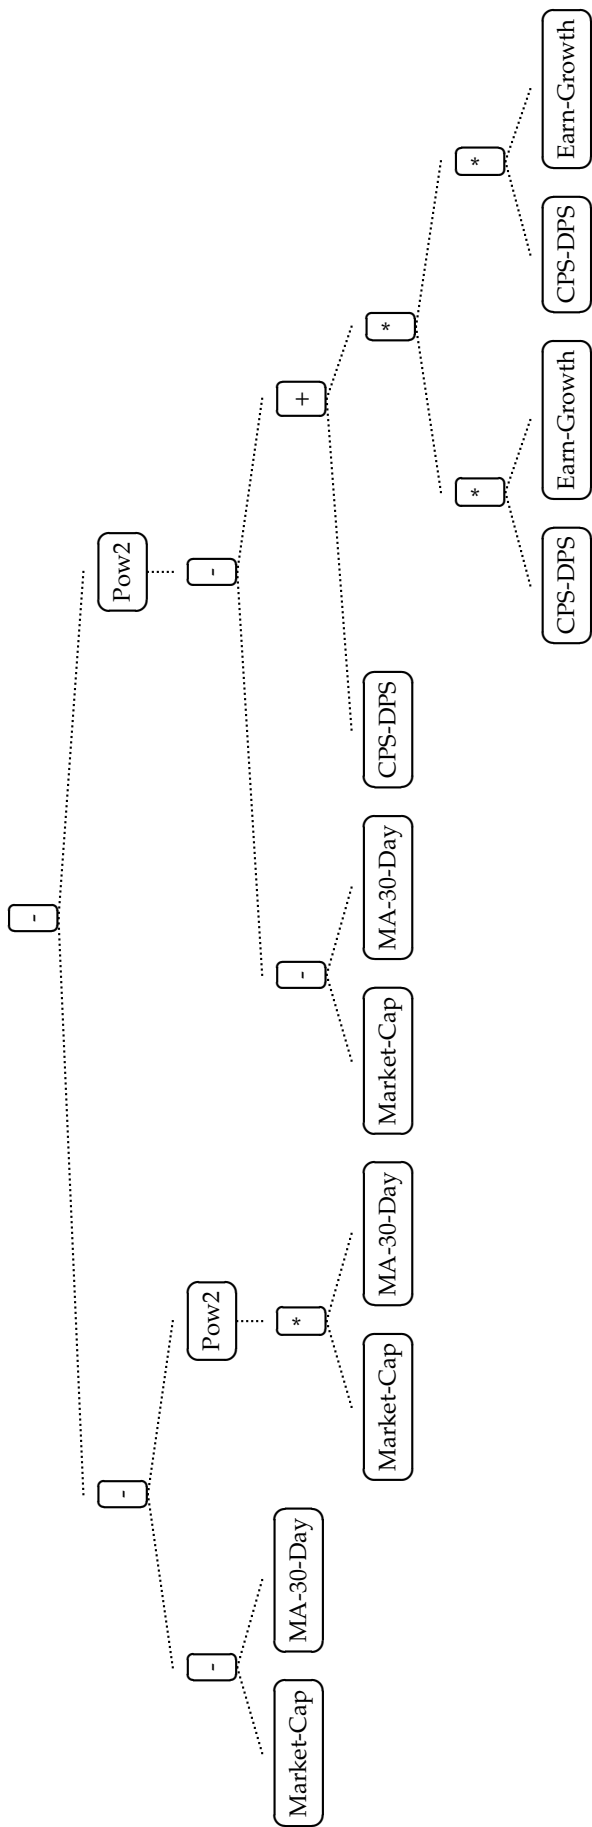 -
- Pow2
- Pow2 -
Market-Cap MA-30-Day * - +
Market-Cap MA-30-Day Market-Cap MA-30-Day CPS-DPS *
* *
CPS-DPS Earn-Growth CPS-DPS Earn-Growth